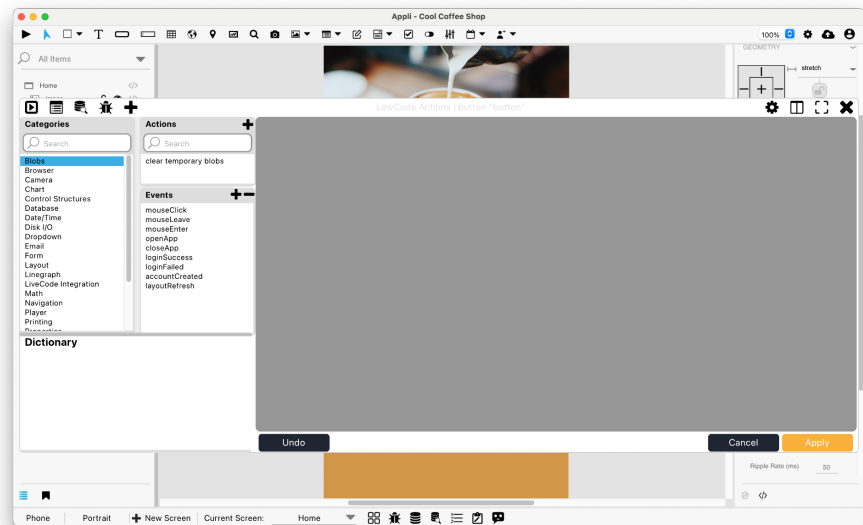 Appli - Cool Coffee Shop
100%
All Items
GEOMETRY
stretch
Home
LowCode Actions | button "button"
Categories
Search
Blobs
Browser
Camera
Chart
Control Structures
Database
Date/Time
Disk I/O
Dropdown
Email
Form
Layout
Linegraph
LiveCode Integration
Math
Navigation
Player
Printing
Actions
Search
clear temporary blobs
Events
mouseClick
mouseLeave
mouseEnter
openApp
closeApp
loginSuccess
loginFailed
accountCreated
layoutRefresh
Dictionary
Undo
Cancel
Apply
Ripple Rate (ms) 50
Phone Portrait New Screen Current Screen: Home